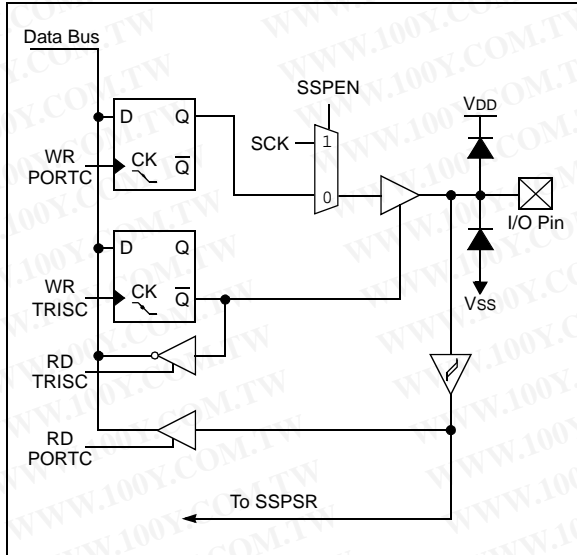 Data Bus
SSPEN
VDD
D Q
SCK
1
WR
PORTC
CK
Q
0
I/O Pin
D Q
WR
TRISC
CK
Q
VSS
RD
TRISC
RD
PORTC
To SSPSR
WWW.100Y.COM.TW